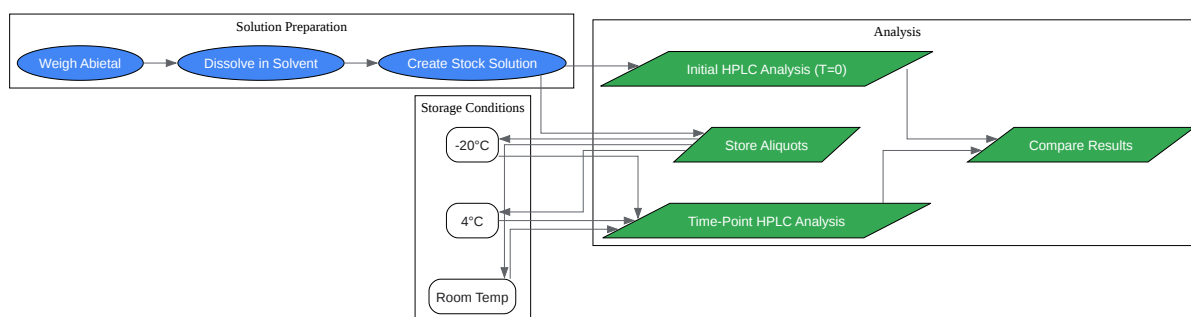 Solution Preparation
Weigh Abietal
Dissolve in Solvent
Create Stock Solution
Analysis
Initial HPLC Analysis (T=0)
Storage Conditions
-20°C
Store Aliquots
Compare Results
4°C
Time-Point HPLC Analysis
Room Temp